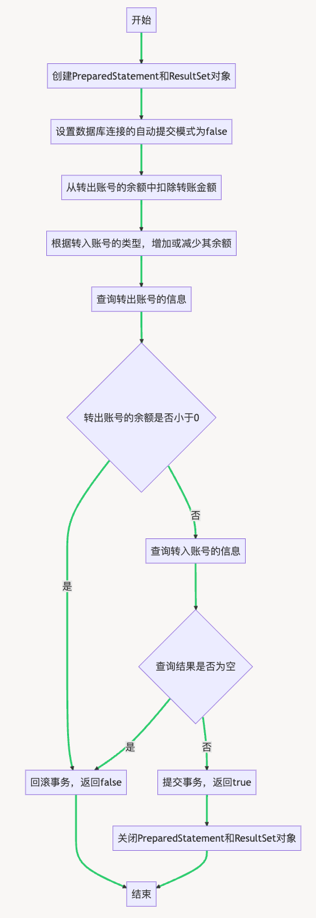 开始
创建PreparedStatement和ResultSet对象
设置数据库连接的自动提交模式为false
从转出账号的余额中扣除转账金额
根据转入账号的类型，增加或减少其余额
查询转出账号的信息
转出账号的余额是否小于0
否
查询转入账号的信息
是
查询结果是否为空
是
否
回滚事务，返回false
提交事务，返回true
关闭PreparedStatement和ResultSet对象
结束